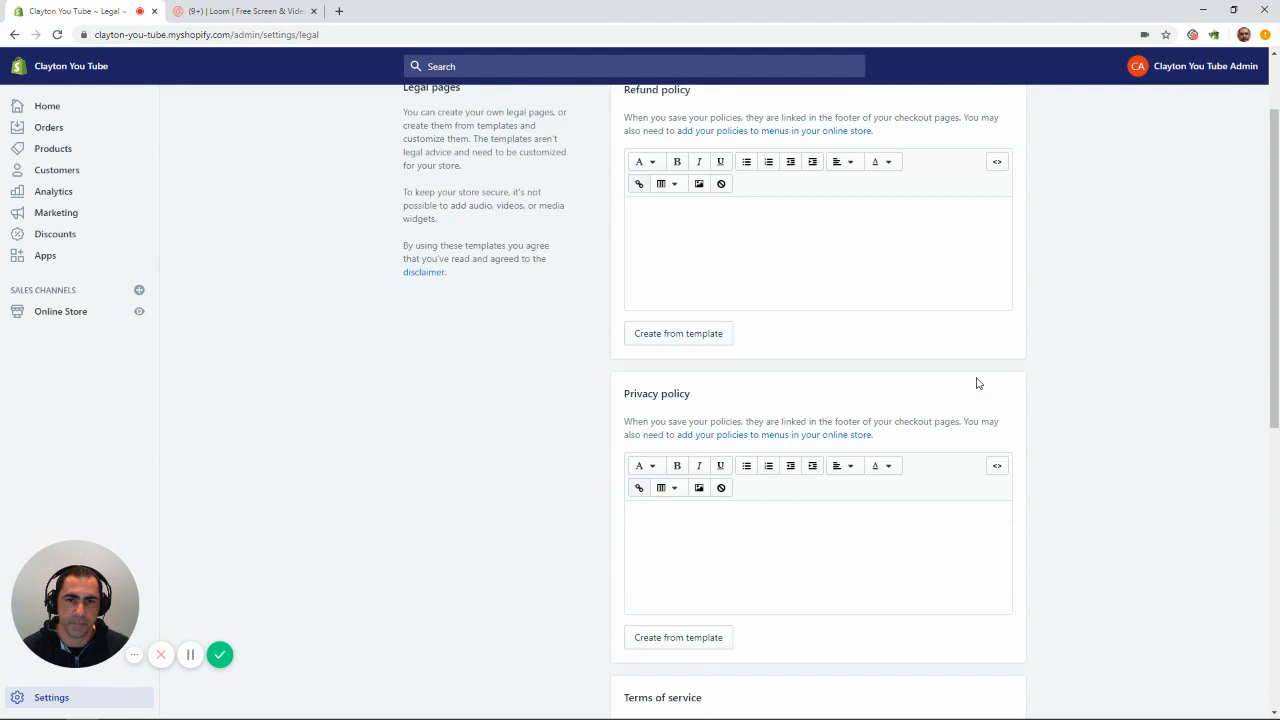 Clayton You Tube ~ Legal ~
(9+) | Loom | Free Screen & Vide
clayton-you-tube.myshopify.com/admin/settings/legal
Clayton You Tube
Search
CA
Clayton You Tube Admin
Home
Orders
Products
Customers
Analytics
Marketing
Discounts
Apps
SALES CHANNELS
Online Store
Settings
Legal pages
You can create your own legal pages, or
create them from templates and
customize them. The templates aren't
legal advice and need to be customized
for your store.
To keep your store secure, it's not
possible to add audio, videos, or media
widgets.
By using these templates you agree
that you've read and agreed to the
disclaimer.
Refund policy
When you save your policies, they are linked in the footer of your checkout pages. You may
also need to add your policies to menus in your online store.
A B I U A <>
Create from template
Privacy policy
When you save your policies, they are linked in the footer of your checkout pages. You may
also need to add your policies to menus in your online store.
A B I U A <>
Create from template
Terms of service